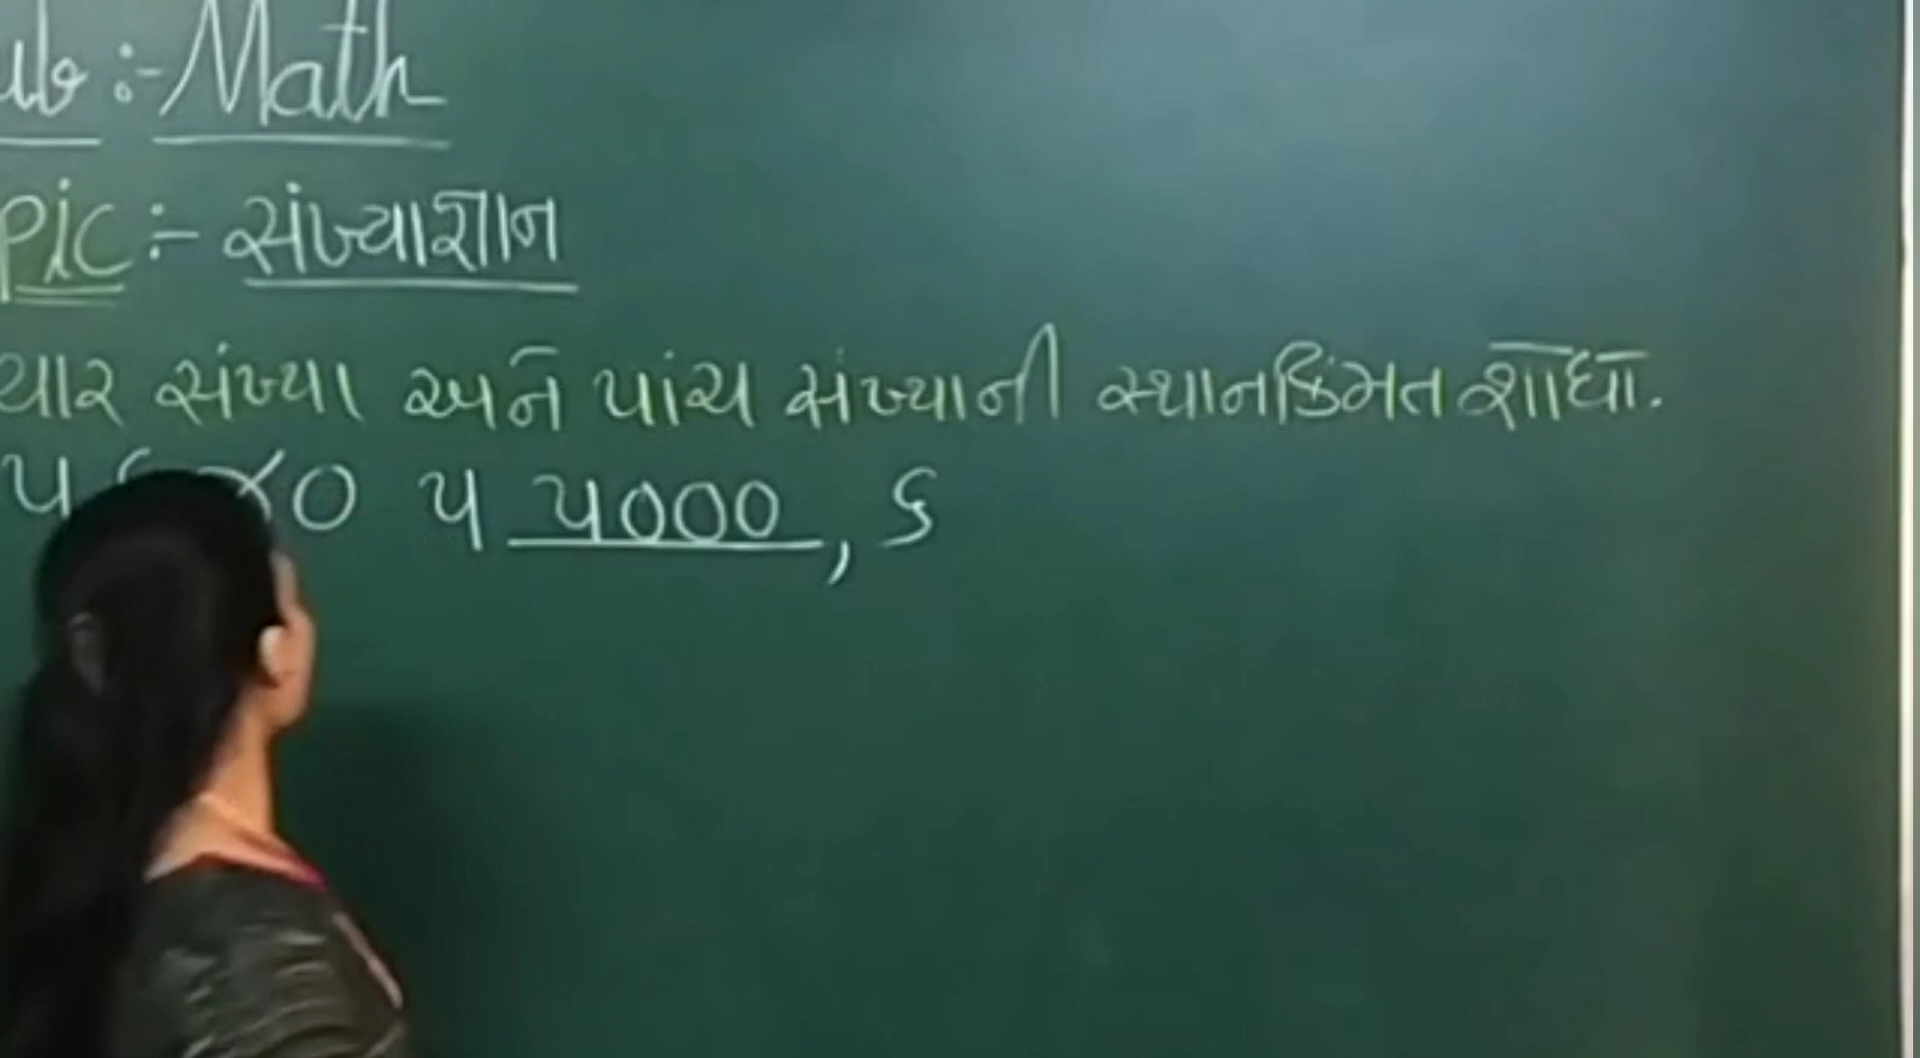 ub :- Math
pic :- સંખ્યાજ્ઞાન
ચાર સંખ્યા અને પાંચ સંખ્યાની સ્થાનકિંમત શોધો.
૫ ૪૦ ૫ ૫૦૦૦ , ૬